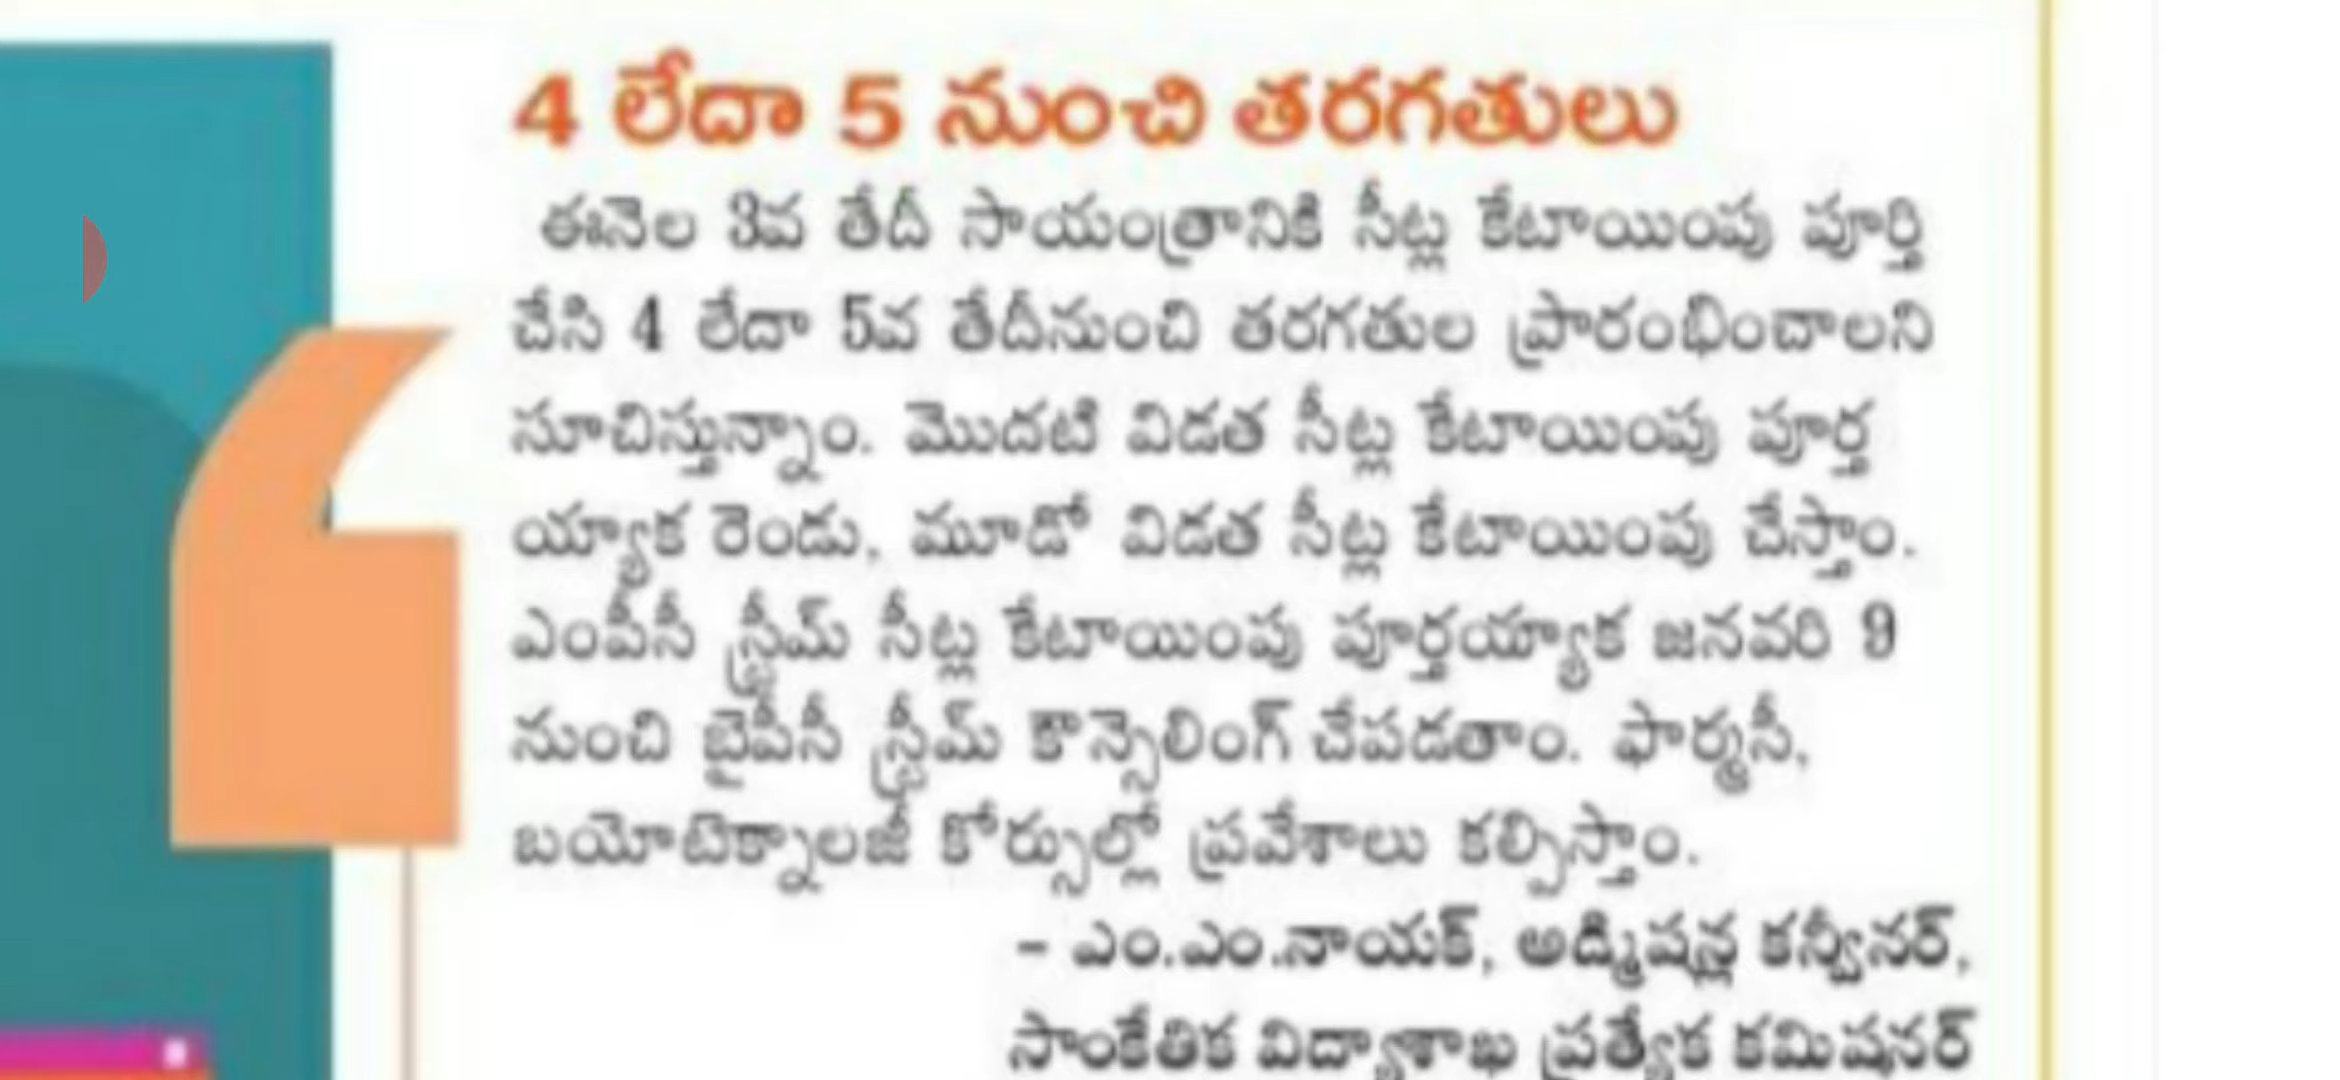 4 లేదా 5 నుంచి తరగతులు
ఈనెల 3వ తేదీ సాయంత్రానికి సీట్ల కేటాయింపు పూర్తి
చేసి 4 లేదా 5వ తేదీనుంచి తరగతుల ప్రారంభించాలని
సూచిస్తున్నాం. మొదటి విడత సీట్ల కేటాయింపు పూర్త
య్యాక రెండు, మూడో విడత సీట్ల కేటాయింపు చేస్తాం.
ఎంపీసీ స్ట్రీమ్ సీట్ల కేటాయింపు పూర్తయ్యాక జనవరి 9
నుంచి బైపీసీ స్ట్రీమ్ కౌన్సెలింగ్ చేపడతాం. ఫార్మసీ,
బయోటెక్నాలజీ కోర్సుల్లో ప్రవేశాలు కల్పిస్తాం.
– ఎం.ఎం.నాయక్, అడ్మిషన్ల కన్వీనర్,
సాంకేతిక విద్యాశాఖ ప్రత్యేక కమిషనర్